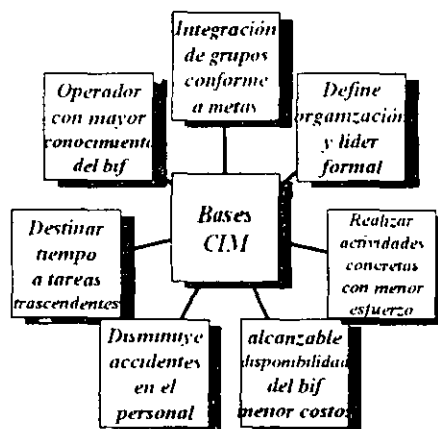 Integración
de grupos
conforme
a metas
Operador
con mayor
conocimiento
del bif
Define
organización
y lider
formal
Bases
CIM
Destinar
tiempo
a tareas
trascendentes
Realizar
actividades
concretas
con menor
esfuerzo
Disminuye
accidentes
en el
personal
alcanzable
disponibilidad
del bif
menor costos